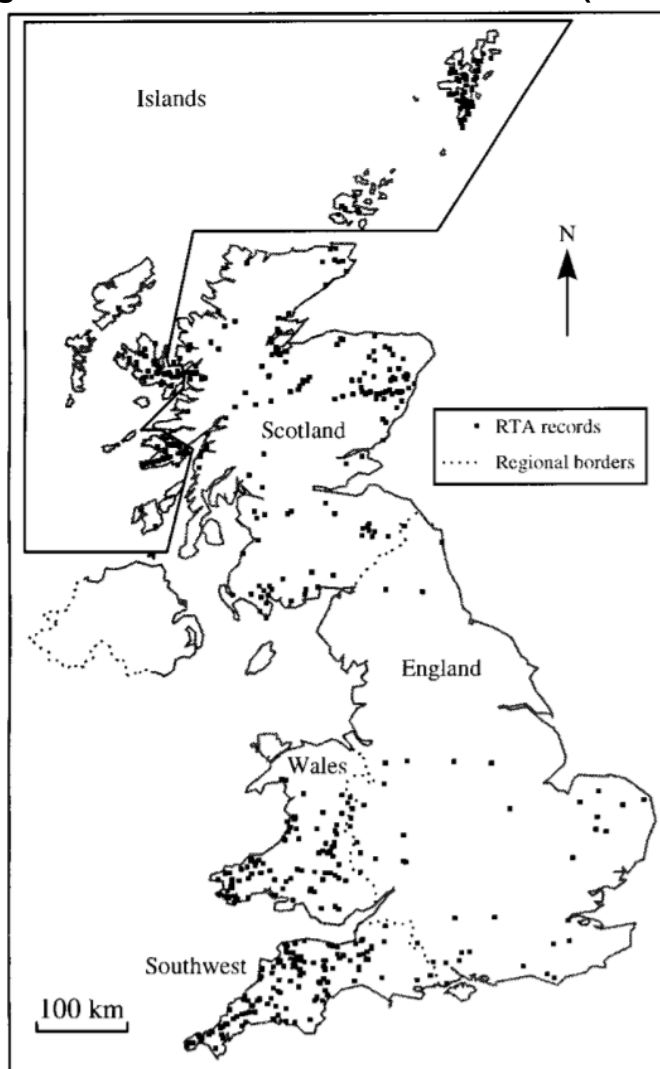 Islands
N
Scotland
RTA records
Regional borders
England
Wales
Southwest
100 km